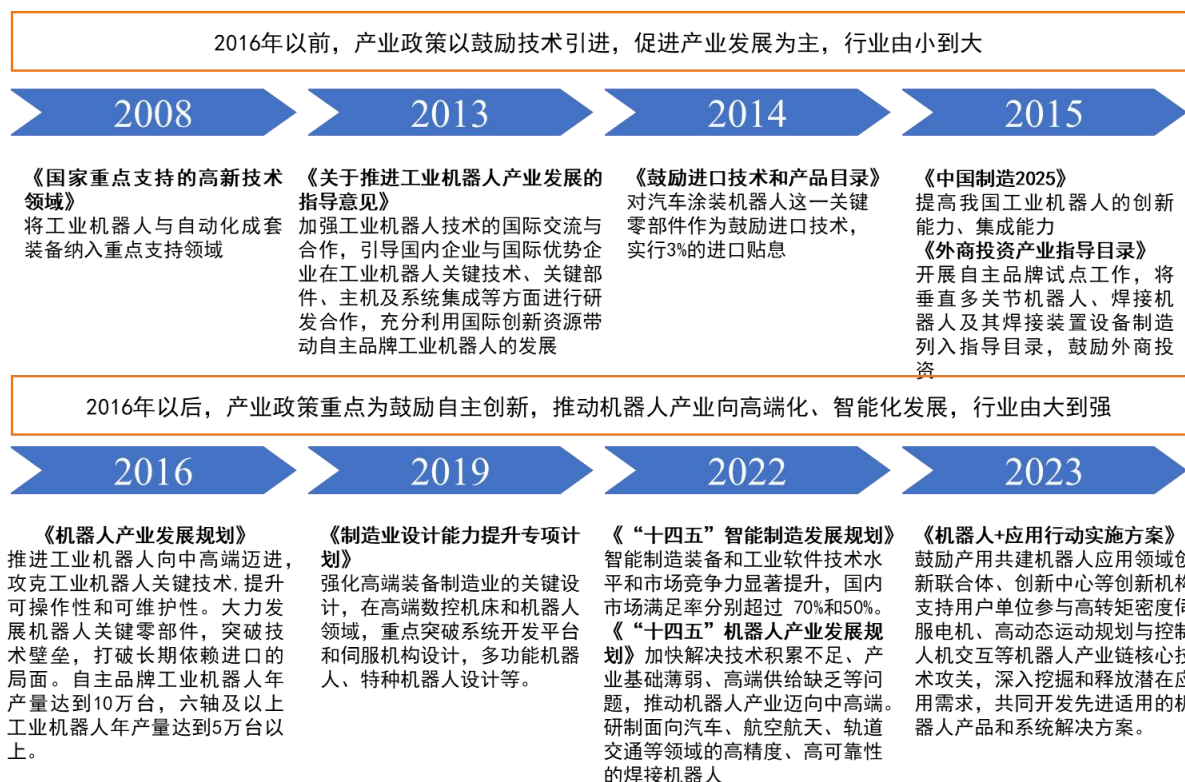 2016年以前，产业政策以鼓励技术引进，促进产业发展为主，行业由小到大
2008
2013
2014
2015
《国家重点支持的高新技术
领域》
将工业机器人与自动化成套
装备纳入重点支持领域
《关于推进工业机器人产业发展的
指导意见》
加强工业机器人技术的国际交流与
合作，引导国内企业与国际优势企
业在工业机器人关键技术、关键部
件、主机及系统集成等方面进行研
发合作，充分利用国际创新资源带
动自主品牌工业机器人的发展
《鼓励进口技术和产品目录》
对汽车涂装机器人这一关键
零部件作为鼓励进口技术，
实行3%的进口贴息
《中国制造2025》
提高我国工业机器人的创新
能力、集成能力
《外商投资产业指导目录》
开展自主品牌试点工作，将
垂直多关节机器人、焊接机
器人及其焊接装置设备制造
列入指导目录，鼓励外商投
资
2016年以后，产业政策重点为鼓励自主创新，推动机器人产业向高端化、智能化发展，行业由大到强
2016
2019
2022
2023
《机器人产业发展规划》
推进工业机器人向中高端迈进，
攻克工业机器人关键技术,提升
可操作性和可维护性。大力发
展机器人关键零部件，突破技
术壁垒，打破长期依赖进口的
局面。自主品牌工业机器人年
产量达到10万台，六轴及以上
工业机器人年产量达到5万台以
上。
《制造业设计能力提升专项计
划》
强化高端装备制造业的关键设
计，在高端数控机床和机器人
领域，重点突破系统开发平台
和伺服机构设计，多功能机器
人、特种机器人设计等。
《“十四五”智能制造发展规划》
智能制造装备和工业软件技术水
平和市场竞争力显著提升，国内
市场满足率分别超过 70%和50%。
《“十四五”机器人产业发展规
划》加快解决技术积累不足、产
业基础薄弱、高端供给缺乏等问
题，推动机器人产业迈向中高端。
研制面向汽车、航空航天、轨道
交通等领域的高精度、高可靠性
的焊接机器人
《机器人+应用行动实施方案》
鼓励产用共建机器人应用领域创
新联合体、创新中心等创新机构
支持用户单位参与高转矩密度伺
服电机、高动态运动规划与控制
人机交互等机器人产业链核心技
术攻关，深入挖掘和释放潜在应
用需求，共同开发先进适用的机
器人产品和系统解决方案。